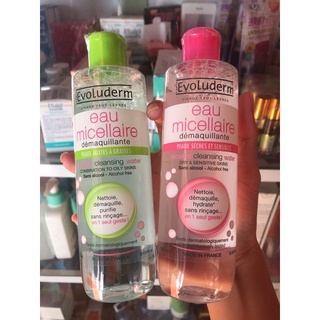 Evoluderm
eau
micellaire
démaquillante
PEAUX MIXTES À GRASSES
cleansing water
COMBINATION TO OILY SKINS
Sans alcool - Alcohol free
Nettoie,
démaquille,
purifie
sans rinçage...
en 1 seul geste!
Evoluderm
eau
micellaire
démaquillante
PEAUX SÈCHES ET SENSIBLES
cleansing water
DRY & SENSITIVE SKINS
Sans alcool - Alcohol free
Nettoie,
démaquille,
hydrate*
sans rinçage...
en 1 seul geste!
dermatologiquement
IN FRANCE